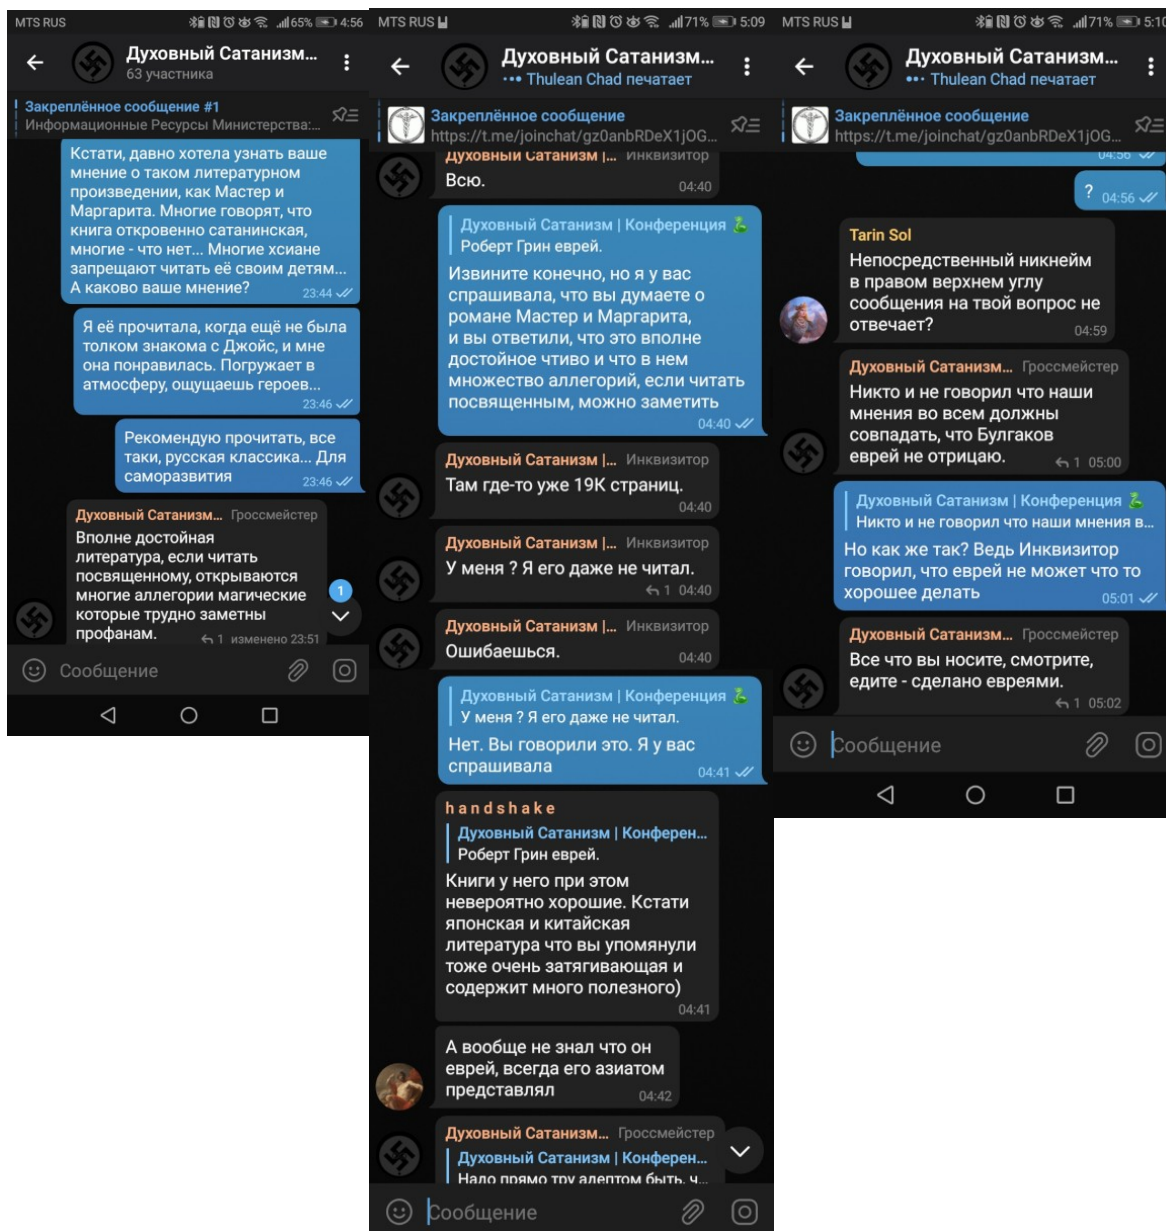 MTS RUS
65%
4:56
Духовный Сатанизм...
63 участника
Закреплённое сообщение #1
Информационные Ресурсы Министерства:...
Кстати, давно хотела узнать ваше
мнение о таком литературном
произведении, как Мастер и
Маргарита. Многие говорят, что
книга откровенно сатанинская,
многие - что нет... Многие хсиане
запрещают читать её своим детям...
А каково ваше мнение?
23:44
Я её прочитала, когда ещё не была
толком знакома с Джойс, и мне
она понравилась. Погружает в
атмосферу, ощущаешь героев...
23:46
Рекомендую прочитать, все
таки, русская классика... Для
саморазвития
23:46
Духовный Сатанизм... Гроссмейстер
Вполне достойная
литература, если читать
посвященному, открываются
многие аллегории магические
которые трудно заметны
профанам.
1 изменено 23:51
1
Сообщение
MTS RUS
71%
5:09
Духовный Сатанизм...
Thulean Chad печатает
Закреплённое сообщение
https://t.me/joinchat/gz0anbRDeX1jOG...
Духовный Сатанизм |... Инквизитор
Всю.
04:40
Духовный Сатанизм | Конференция
Роберт Грин еврей.
Извините конечно, но я у вас
спрашивала, что вы думаете о
романе Мастер и Маргарита,
и вы ответили, что это вполне
достойное чтиво и что в нем
множество аллегорий, если читать
посвященным, можно заметить
04:40
Духовный Сатанизм |... Инквизитор
Там где-то уже 19К страниц.
04:40
Духовный Сатанизм |... Инквизитор
У меня ? Я его даже не читал.
1 04:40
Духовный Сатанизм |... Инквизитор
Ошибаешься.
04:40
Духовный Сатанизм | Конференция
У меня ? Я его даже не читал.
Нет. Вы говорили это. Я у вас
спрашивала
04:41
handshake
Духовный Сатанизм | Конферен...
Роберт Грин еврей.
Книги у него при этом
невероятно хорошие. Кстати
японская и китайская
литература что вы упомянули
тоже очень затягивающая и
содержит много полезного)
04:41
А вообще не знал что он
еврей, всегда его азиатом
представлял
04:42
Духовный Сатанизм... Гроссмейстер
Духовный Сатанизм | Конферен...
Надо прямо тру адептом быть, ч...
Сообщение
MTS RUS
71%
5:10
Духовный Сатанизм...
Thulean Chad печатает
Закреплённое сообщение
https://t.me/joinchat/gz0anbRDeX1jOG...
04:56
?
04:56
Tarin Sol
Непосредственный никнейм
в правом верхнем углу
сообщения на твой вопрос не
отвечает?
04:59
Духовный Сатанизм... Гроссмейстер
Никто и не говорил что наши
мнения во всем должны
совпадать, что Булгаков
еврей не отрицаю.
1 05:00
Духовный Сатанизм | Конференция
Никто и не говорил что наши мнения в...
Но как же так? Ведь Инквизитор
говорил, что еврей не может что то
хорошее делать
05:01
Духовный Сатанизм... Гроссмейстер
Все что вы носите, смотрите,
едите - сделано евреями.
1 05:02
Сообщение